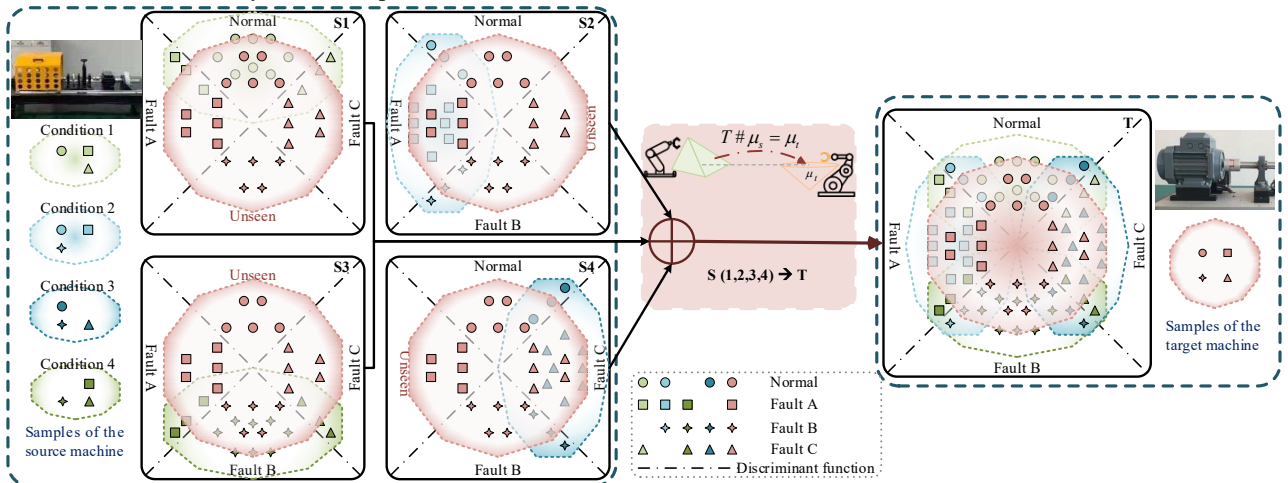 Normal
S1
Fault A
Fault C
Unseen
Normal
S2
Fault A
Unseen
Fault B
Condition 1
Condition 2
Condition 3
Condition 4
Samples of the
source machine
Unseen
S3
Fault A
Fault C
Fault B
Normal
S4
Unseen
Fault C
Fault B
T # μs = μt
μt
S (1,2,3,4) → T
Normal
Fault A
Fault B
Fault C
Discriminant function
Normal
T
Fault A
Fault C
Fault B
Samples of the
target machine